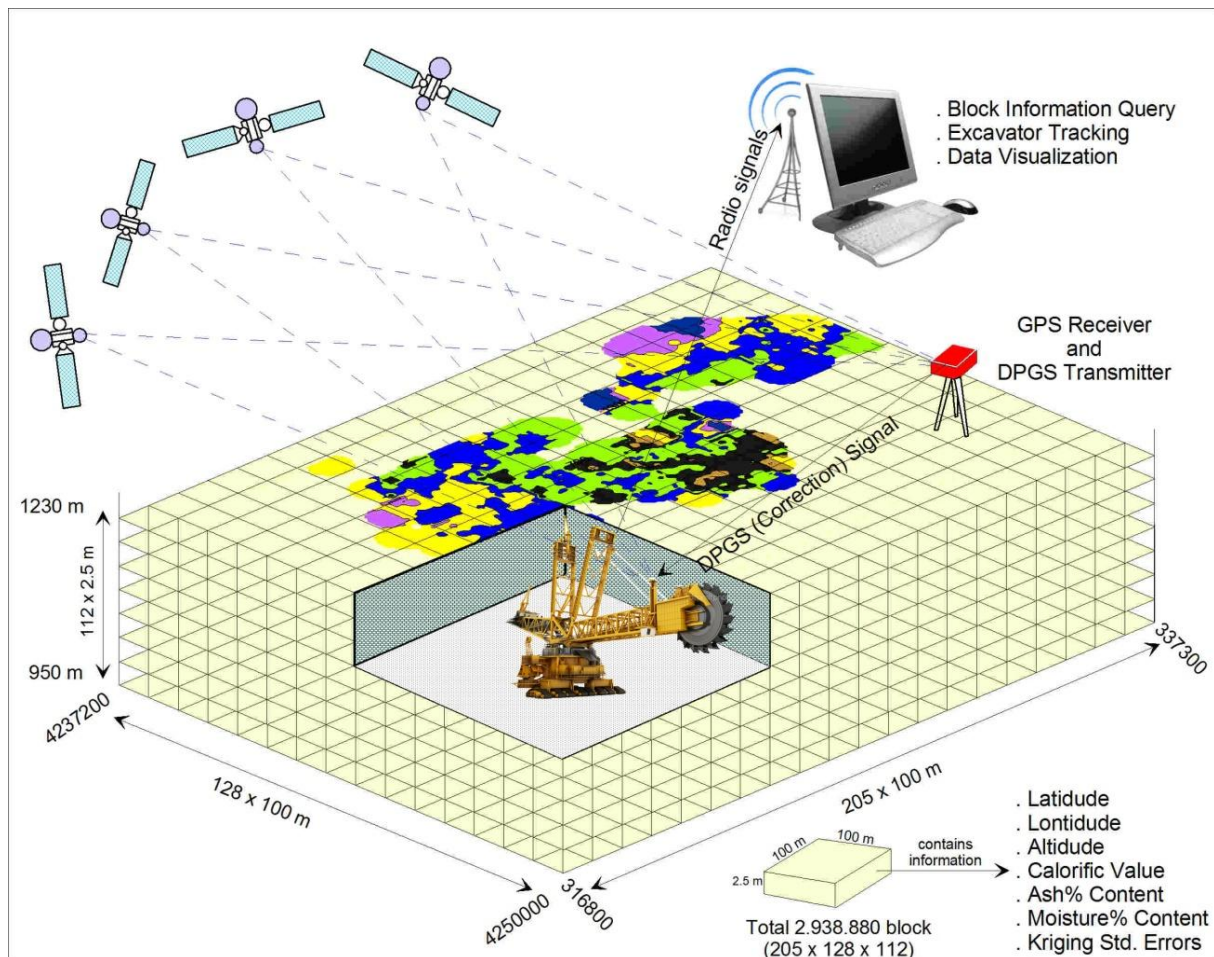 . Block Information Query
. Excavator Tracking
. Data Visualization
Radio signals
GPS Receiver
and
DPGS Transmitter
DPGS (Correction) Signal
1230 m
112 x 2.5 m
950 m
4237200
128 x 100 m
4250000
316800
205 x 100 m
337300
100 m
100 m
2.5 m
contains
information
. Latidude
. Lontidude
. Altidude
. Calorific Value
. Ash% Content
. Moisture% Content
. Kriging Std. Errors
Total 2.938.880 block
(205 x 128 x 112)